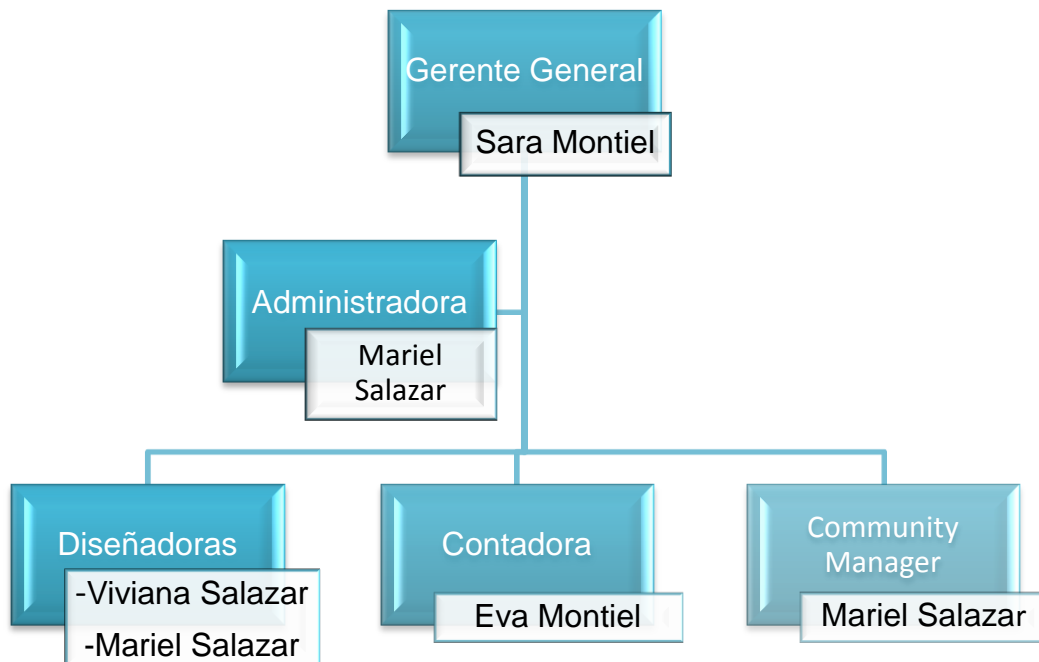 Gerente General
Sara Montiel
Administradora
Mariel
Salazar
Diseñadoras
-Viviana Salazar
-Mariel Salazar
Contadora
Eva Montiel
Community
Manager
Mariel Salazar